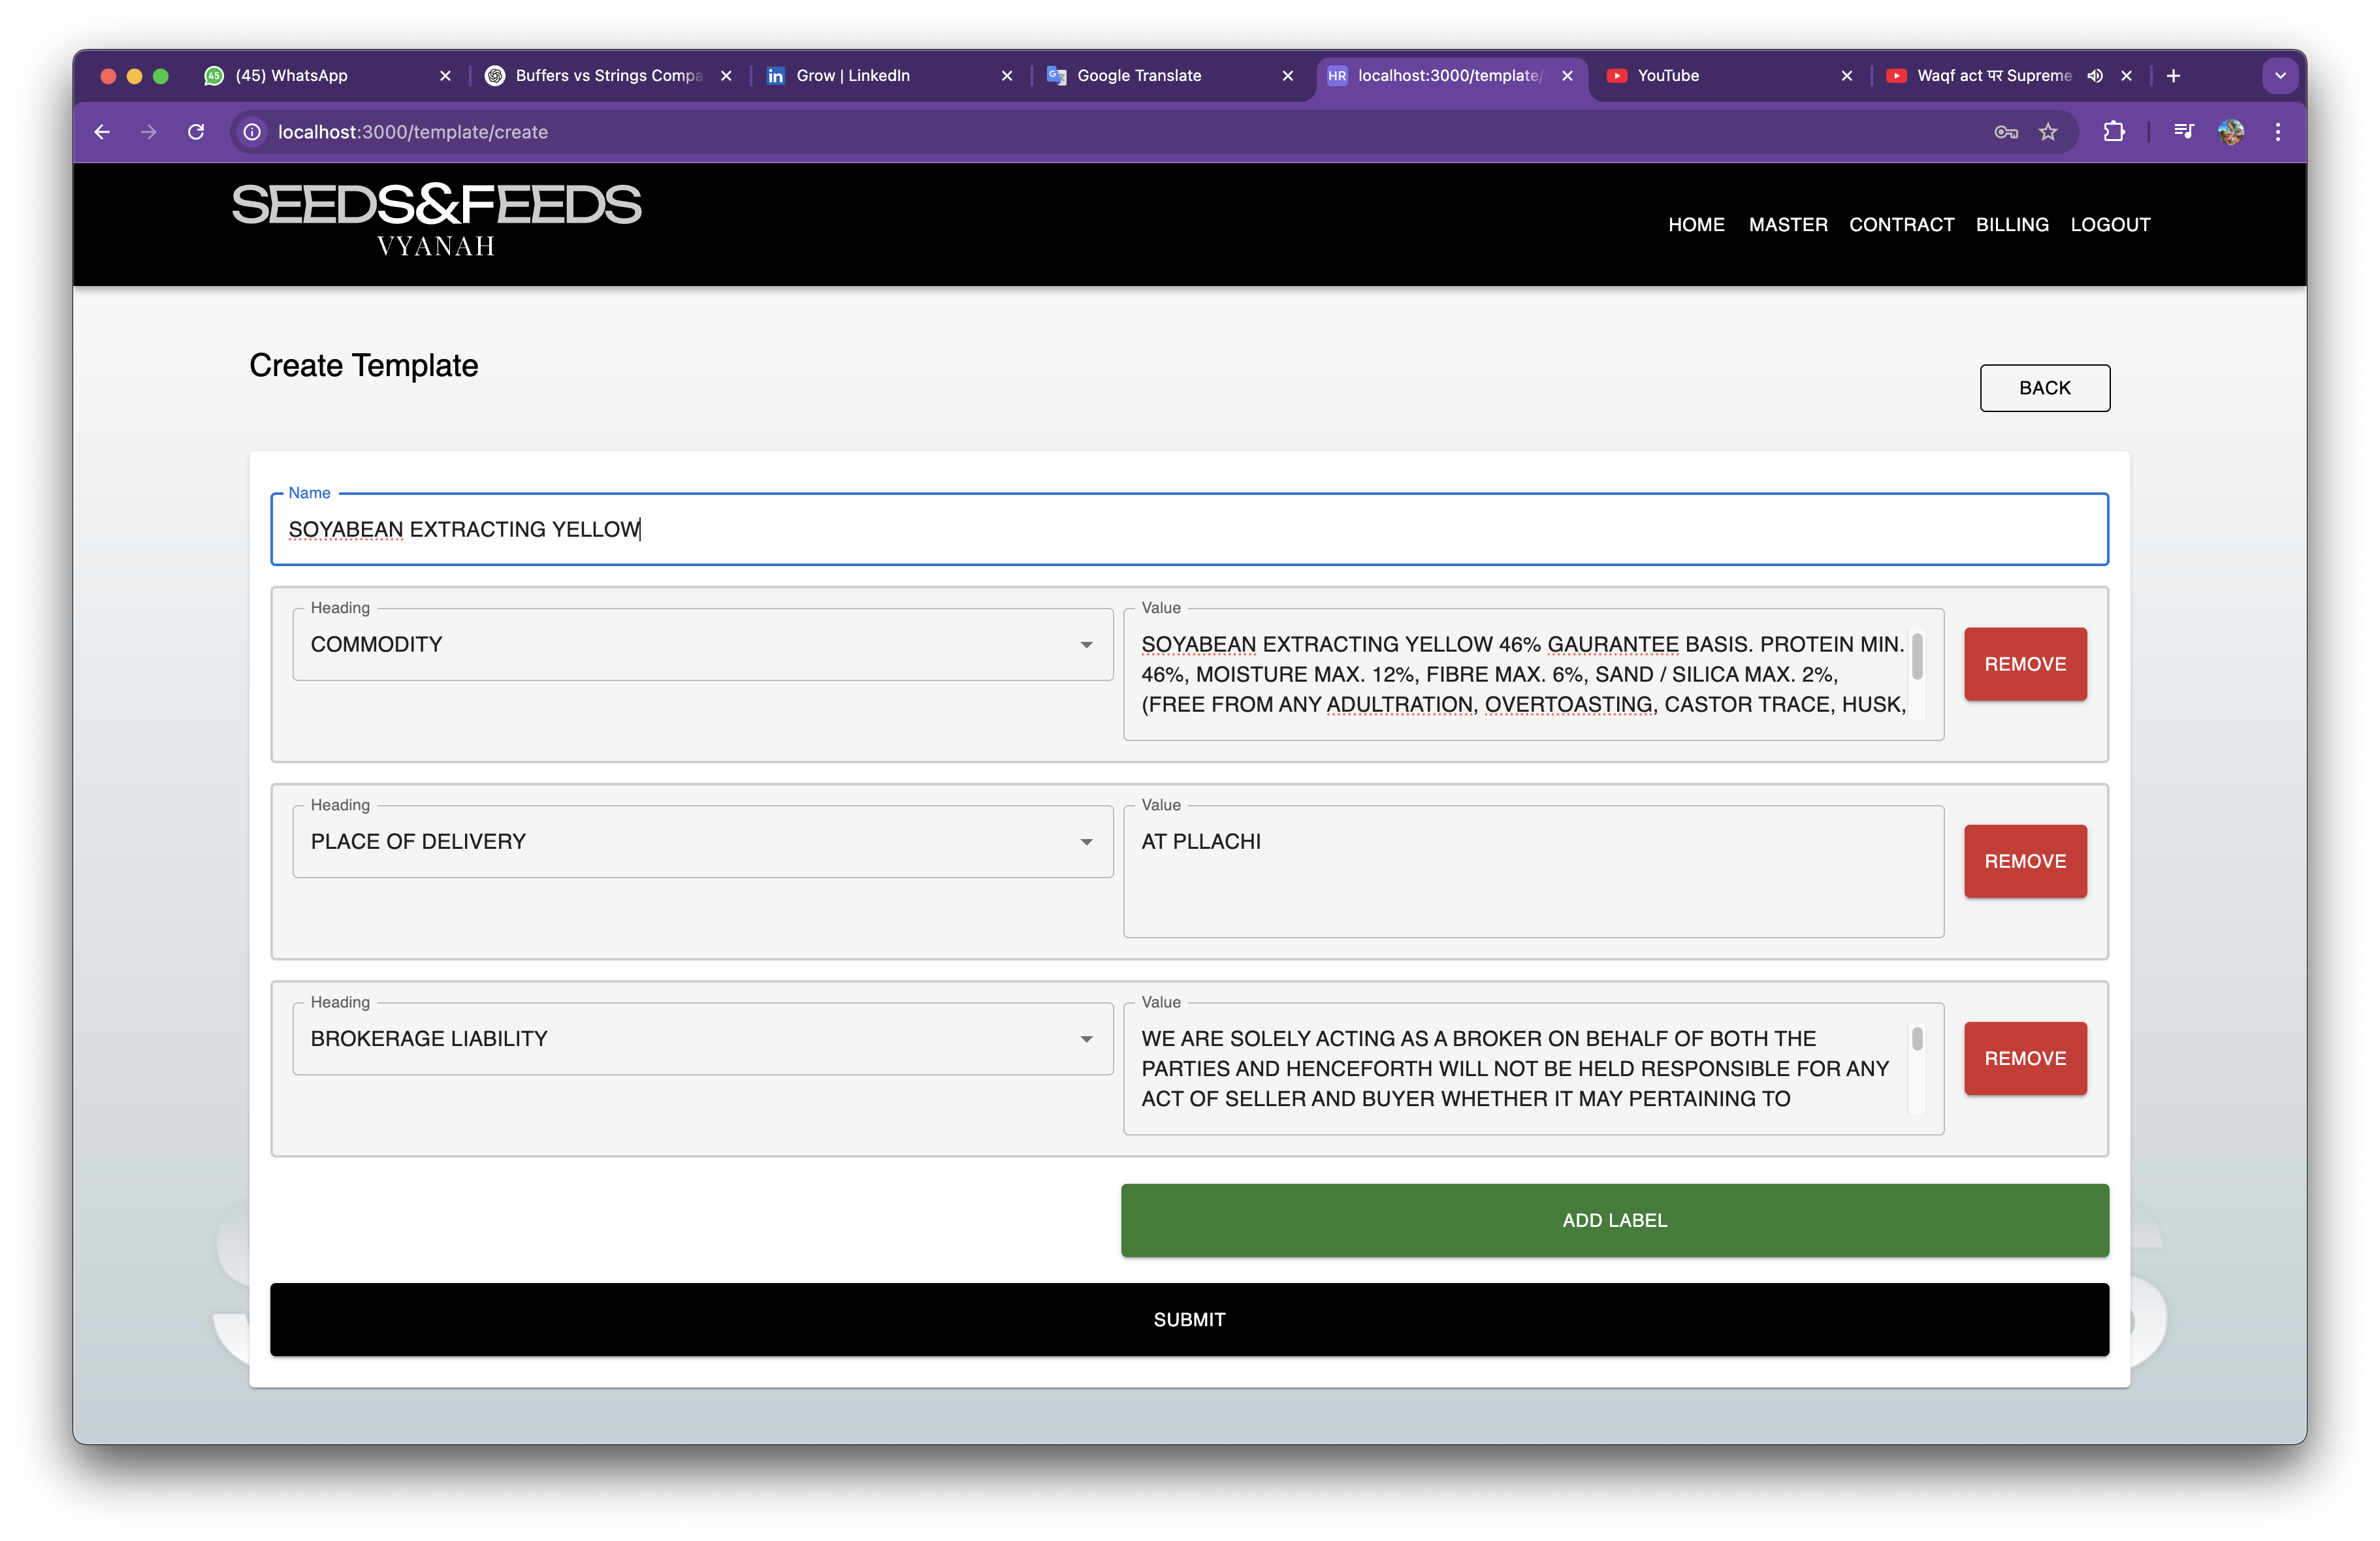 (45) WhatsApp
Buffers vs Strings Compa
Grow | LinkedIn
Google Translate
HR localhost:3000/template/
YouTube
Waqf act पर Supreme
localhost:3000/template/create
SEEDS&FEEDS
VYANAH
HOME MASTER CONTRACT BILLING LOGOUT
Create Template
BACK
Name
SOYABEAN EXTRACTING YELLOW
Heading
COMMODITY
Value
SOYABEAN EXTRACTING YELLOW 46% GAURANTEE BASIS. PROTEIN MIN.
46%, MOISTURE MAX. 12%, FIBRE MAX. 6%, SAND / SILICA MAX. 2%,
(FREE FROM ANY ADULTRATION, OVERTOASTING, CASTOR TRACE, HUSK,
REMOVE
Heading
PLACE OF DELIVERY
Value
AT PLLACHI
REMOVE
Heading
BROKERAGE LIABILITY
Value
WE ARE SOLELY ACTING AS A BROKER ON BEHALF OF BOTH THE
PARTIES AND HENCEFORTH WILL NOT BE HELD RESPONSIBLE FOR ANY
ACT OF SELLER AND BUYER WHETHER IT MAY PERTAINING TO
REMOVE
ADD LABEL
SUBMIT